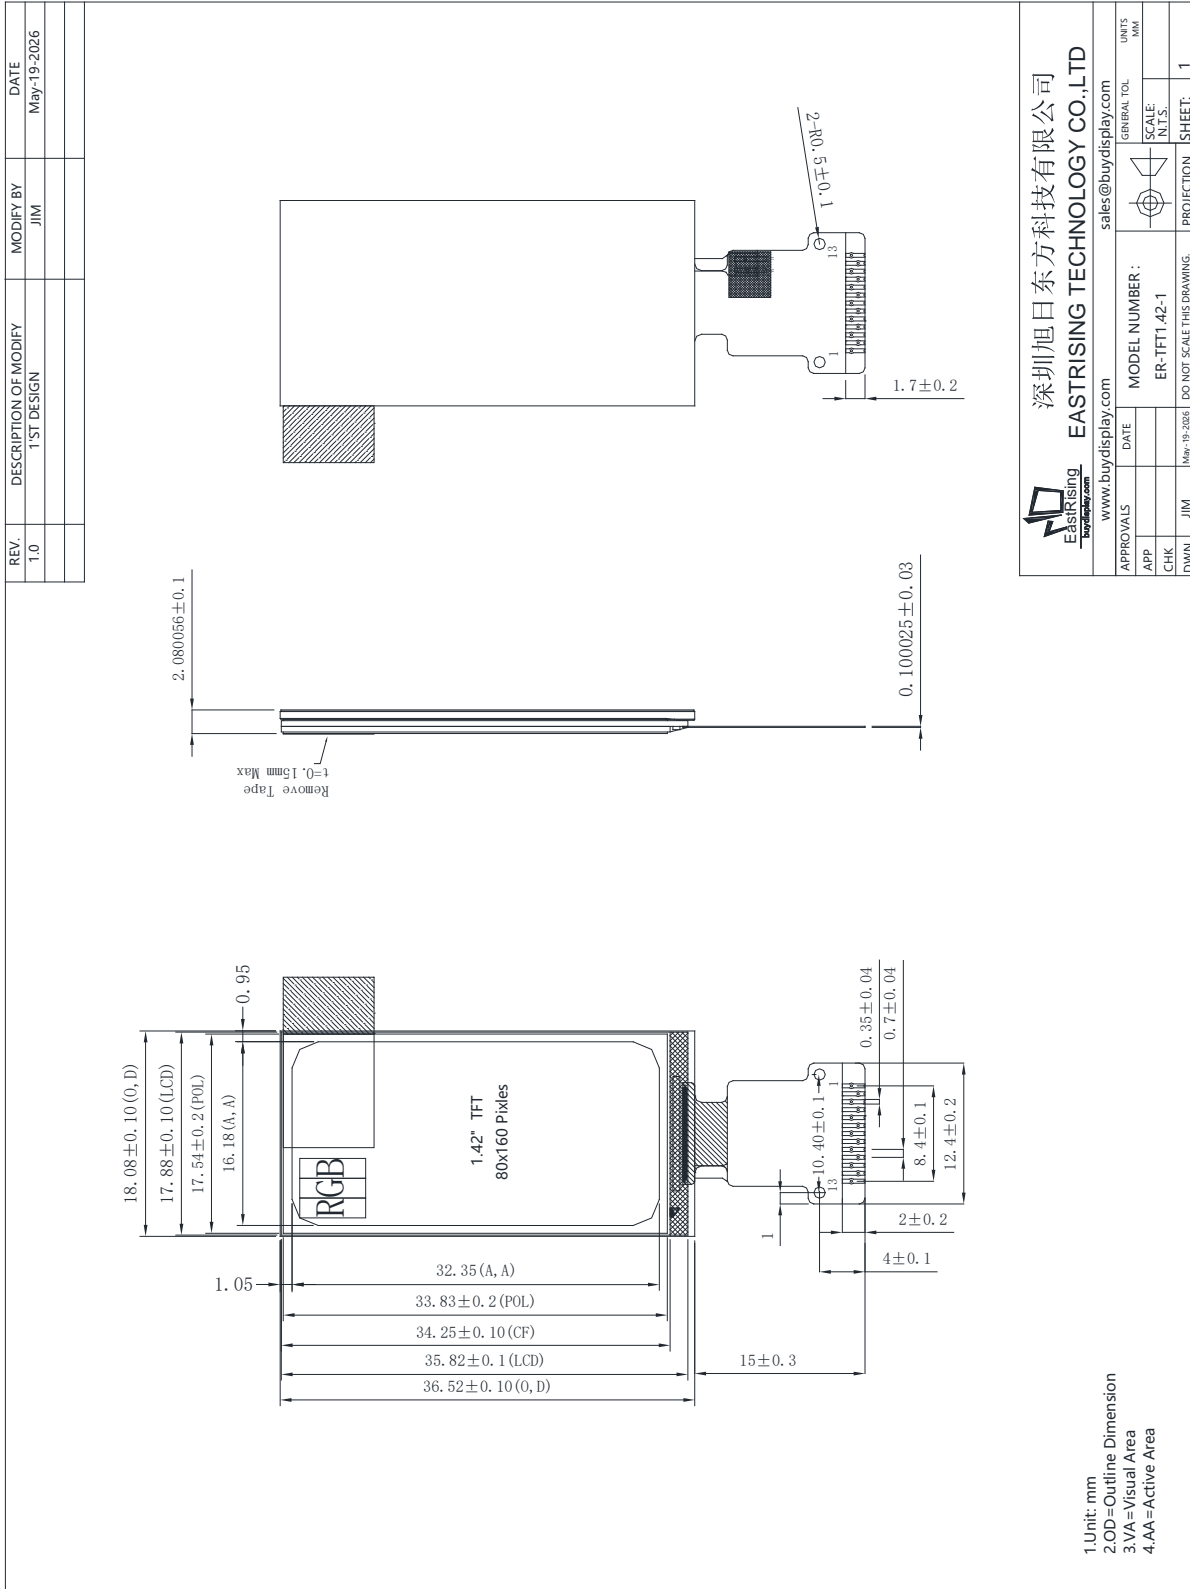 REV.
DESCRIPTION OF MODIFY
MODIFY BY
DATE
1.0
1'ST DESIGN
JIM
May-19-2026
2-R0.5±0.1
13
1
1.7±0.2
2.080056±0.1
Remove Tape
t=0.15mm Max
0.100025±0.03
18.08±0.10(O,D)
17.88±0.10(LCD)
17.54±0.2(POL)
16.18(A,A)
0.95
RGB
1.42" TFT
80x160 Pixles
1.05
32.35(A,A)
33.83±0.2(POL)
34.25±0.10(CF)
35.82±0.1(LCD)
36.52±0.10(O,D)
15±0.3
0.35±0.04
0.7±0.04
10.40±0.1
1
13
8.4±0.1
12.4±0.2
1
2±0.2
4±0.1
1.Unit: mm
2.OD=Outline Dimension
3.VA=Visual Area
4.AA=Active Area
深圳旭日东方科技有限公司
EastRising
buydisplay.com
EASTRISING TECHNOLOGY CO.,LTD
www.buydisplay.com
sales@buydisplay.com
APPROVALS
DATE
MODEL NUMBER :
ER-TFT1.42-1
GENERAL TOL
UNITS
MM
APP
SCALE:
N.T.S.
CHK
DWN
JIM
May-19-2026
DO NOT SCALE THIS DRAWING.
PROJECTION
SHEET:
1